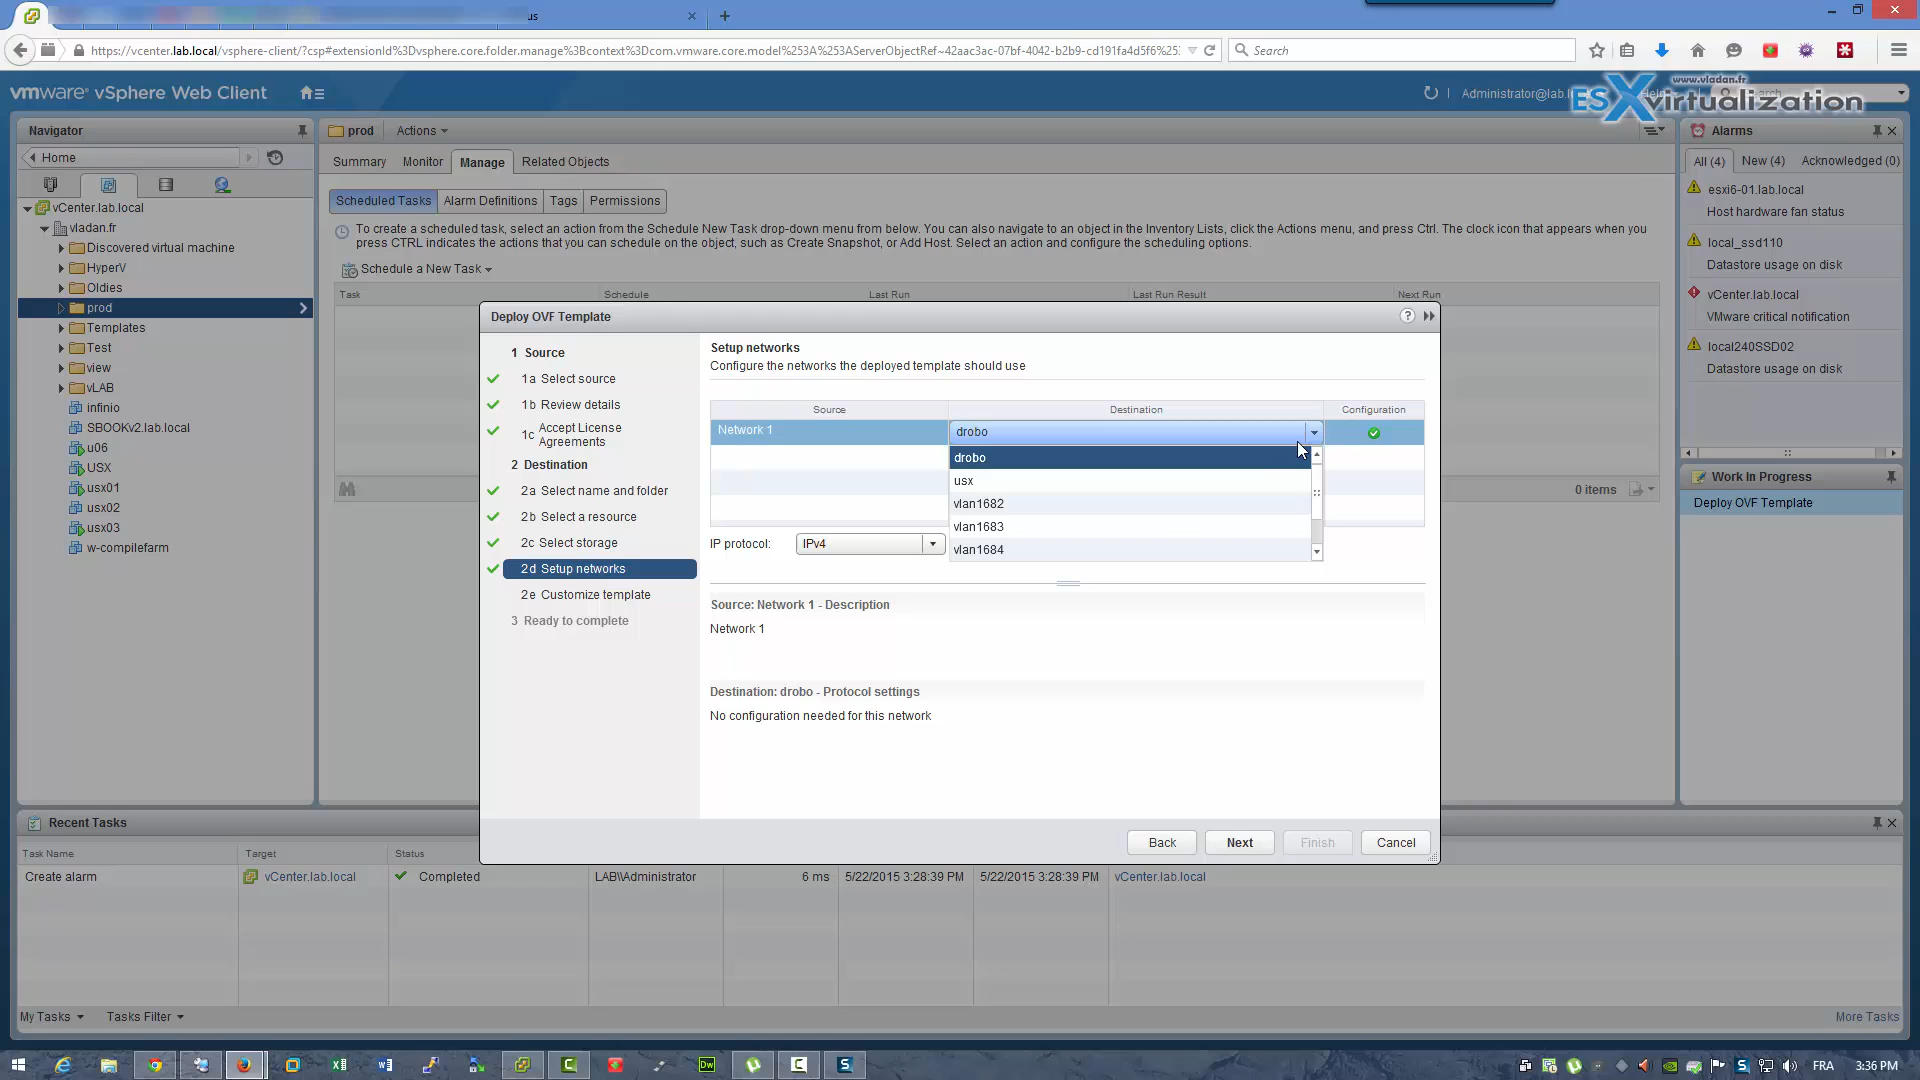 us
https://vcenter.lab.local/vsphere-client/?csp#extensionId%3Dvsphere.core.folder.manage%3Bcontext%3Dcom.vmware.core.model%253A%253AServerObjectRef~42aac3ac-07bf-4042-b2b9-cd191fa4d5f6%253
Search
vmware® vSphere Web Client
Administrator@lab.l
www.vladan.fr
ESXvirtualization
Navigator
prod
Actions
Alarms
Home
Summary
Monitor
Manage
Related Objects
All (4)
New (4)
Acknowledged (0)
Scheduled Tasks
Alarm Definitions
Tags
Permissions
esxi6-01.lab.local
Host hardware fan status
local_ssd110
Datastore usage on disk
vCenter.lab.local
VMware critical notification
local240SSD02
Datastore usage on disk
vCenter.lab.local
vladan.fr
Discovered virtual machine
HyperV
Oldies
prod
Templates
Test
view
vLAB
infinio
SBOOKv2.lab.local
u06
USX
usx01
usx02
usx03
w-compilefarm
To create a scheduled task, select an action from the Schedule New Task drop-down menu from below. You can also navigate to an object in the Inventory Lists, click the Actions menu, and press Ctrl. The clock icon that appears when you
press CTRL indicates the actions that you can schedule on the object, such as Create Snapshot, or Add Host. Select an action and configure the scheduling options.
Schedule a New Task
Task
Schedule
Last Run
Last Run Result
Next Run
0 items
Work In Progress
Deploy OVF Template
Deploy OVF Template
1 Source
1a Select source
1b Review details
1c Accept License
Agreements
2 Destination
2a Select name and folder
2b Select a resource
2c Select storage
2d Setup networks
2e Customize template
3 Ready to complete
Setup networks
Configure the networks the deployed template should use
Source
Destination
Configuration
Network 1
drobo
drobo
usx
vlan1682
vlan1683
vlan1684
IP protocol:
IPv4
Source: Network 1 - Description
Network 1
Destination: drobo - Protocol settings
No configuration needed for this network
Back
Next
Finish
Cancel
Recent Tasks
Task Name
Target
Status
Create alarm
vCenter.lab.local
Completed
LAB\\Administrator
6 ms
5/22/2015 3:28:39 PM
5/22/2015 3:28:39 PM
vCenter.lab.local
My Tasks
Tasks Filter
More Tasks
FRA
3:36 PM